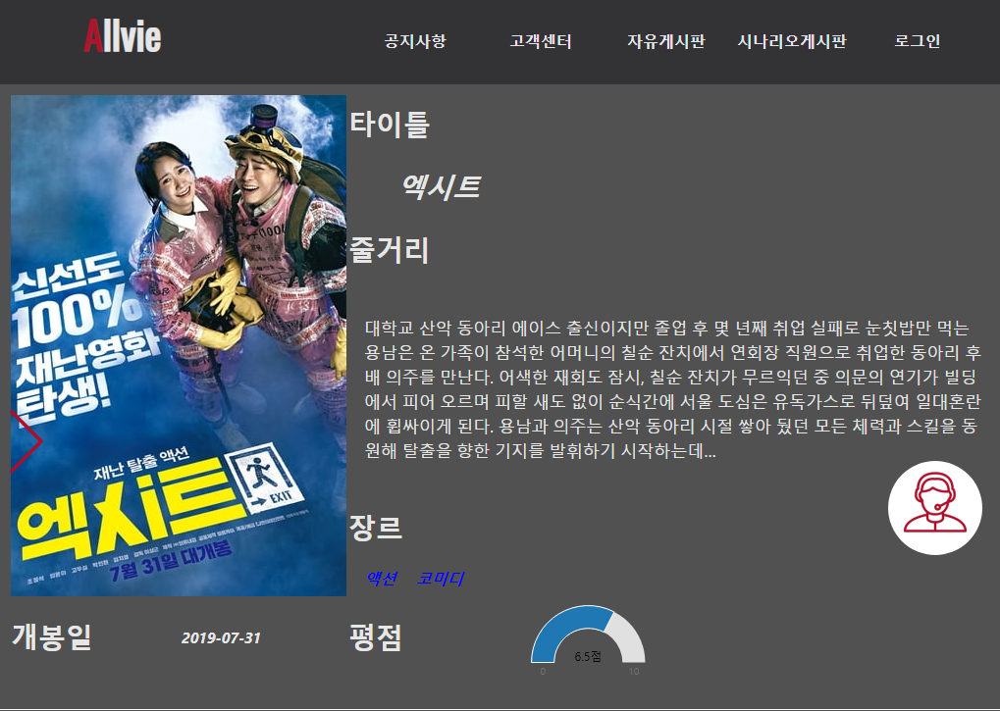 Allvie
공지사항 고객센터 자유게시판 시나리오게시판 로그인
신선도
100%
재난영화
탄생!
재난 탈출 액션
엑시트
EXIT
7월 31일 대개봉
타이틀
엑시트
줄거리
대학교 산악 동아리 에이스 출신이지만 졸업 후 몇 년째 취업 실패로 눈칫밥만 먹는
용남은 온 가족이 참석한 어머니의 칠순 잔치에서 연회장 직원으로 취업한 동아리 후
배 의주를 만난다. 어색한 재회도 잠시, 칠순 잔치가 무르익던 중 의문의 연기가 빌딩
에서 피어 오르며 피할 새도 없이 순식간에 서울 도심은 유독가스로 뒤덮여 일대혼란
에 휩싸이게 된다. 용남과 의주는 산악 동아리 시절 쌓아 뒀던 모든 체력과 스킬을 동
원해 탈출을 향한 기지를 발휘하기 시작하는데...
장르
액션 코미디
개봉일 2019-07-31
평점
6.5점
0 10